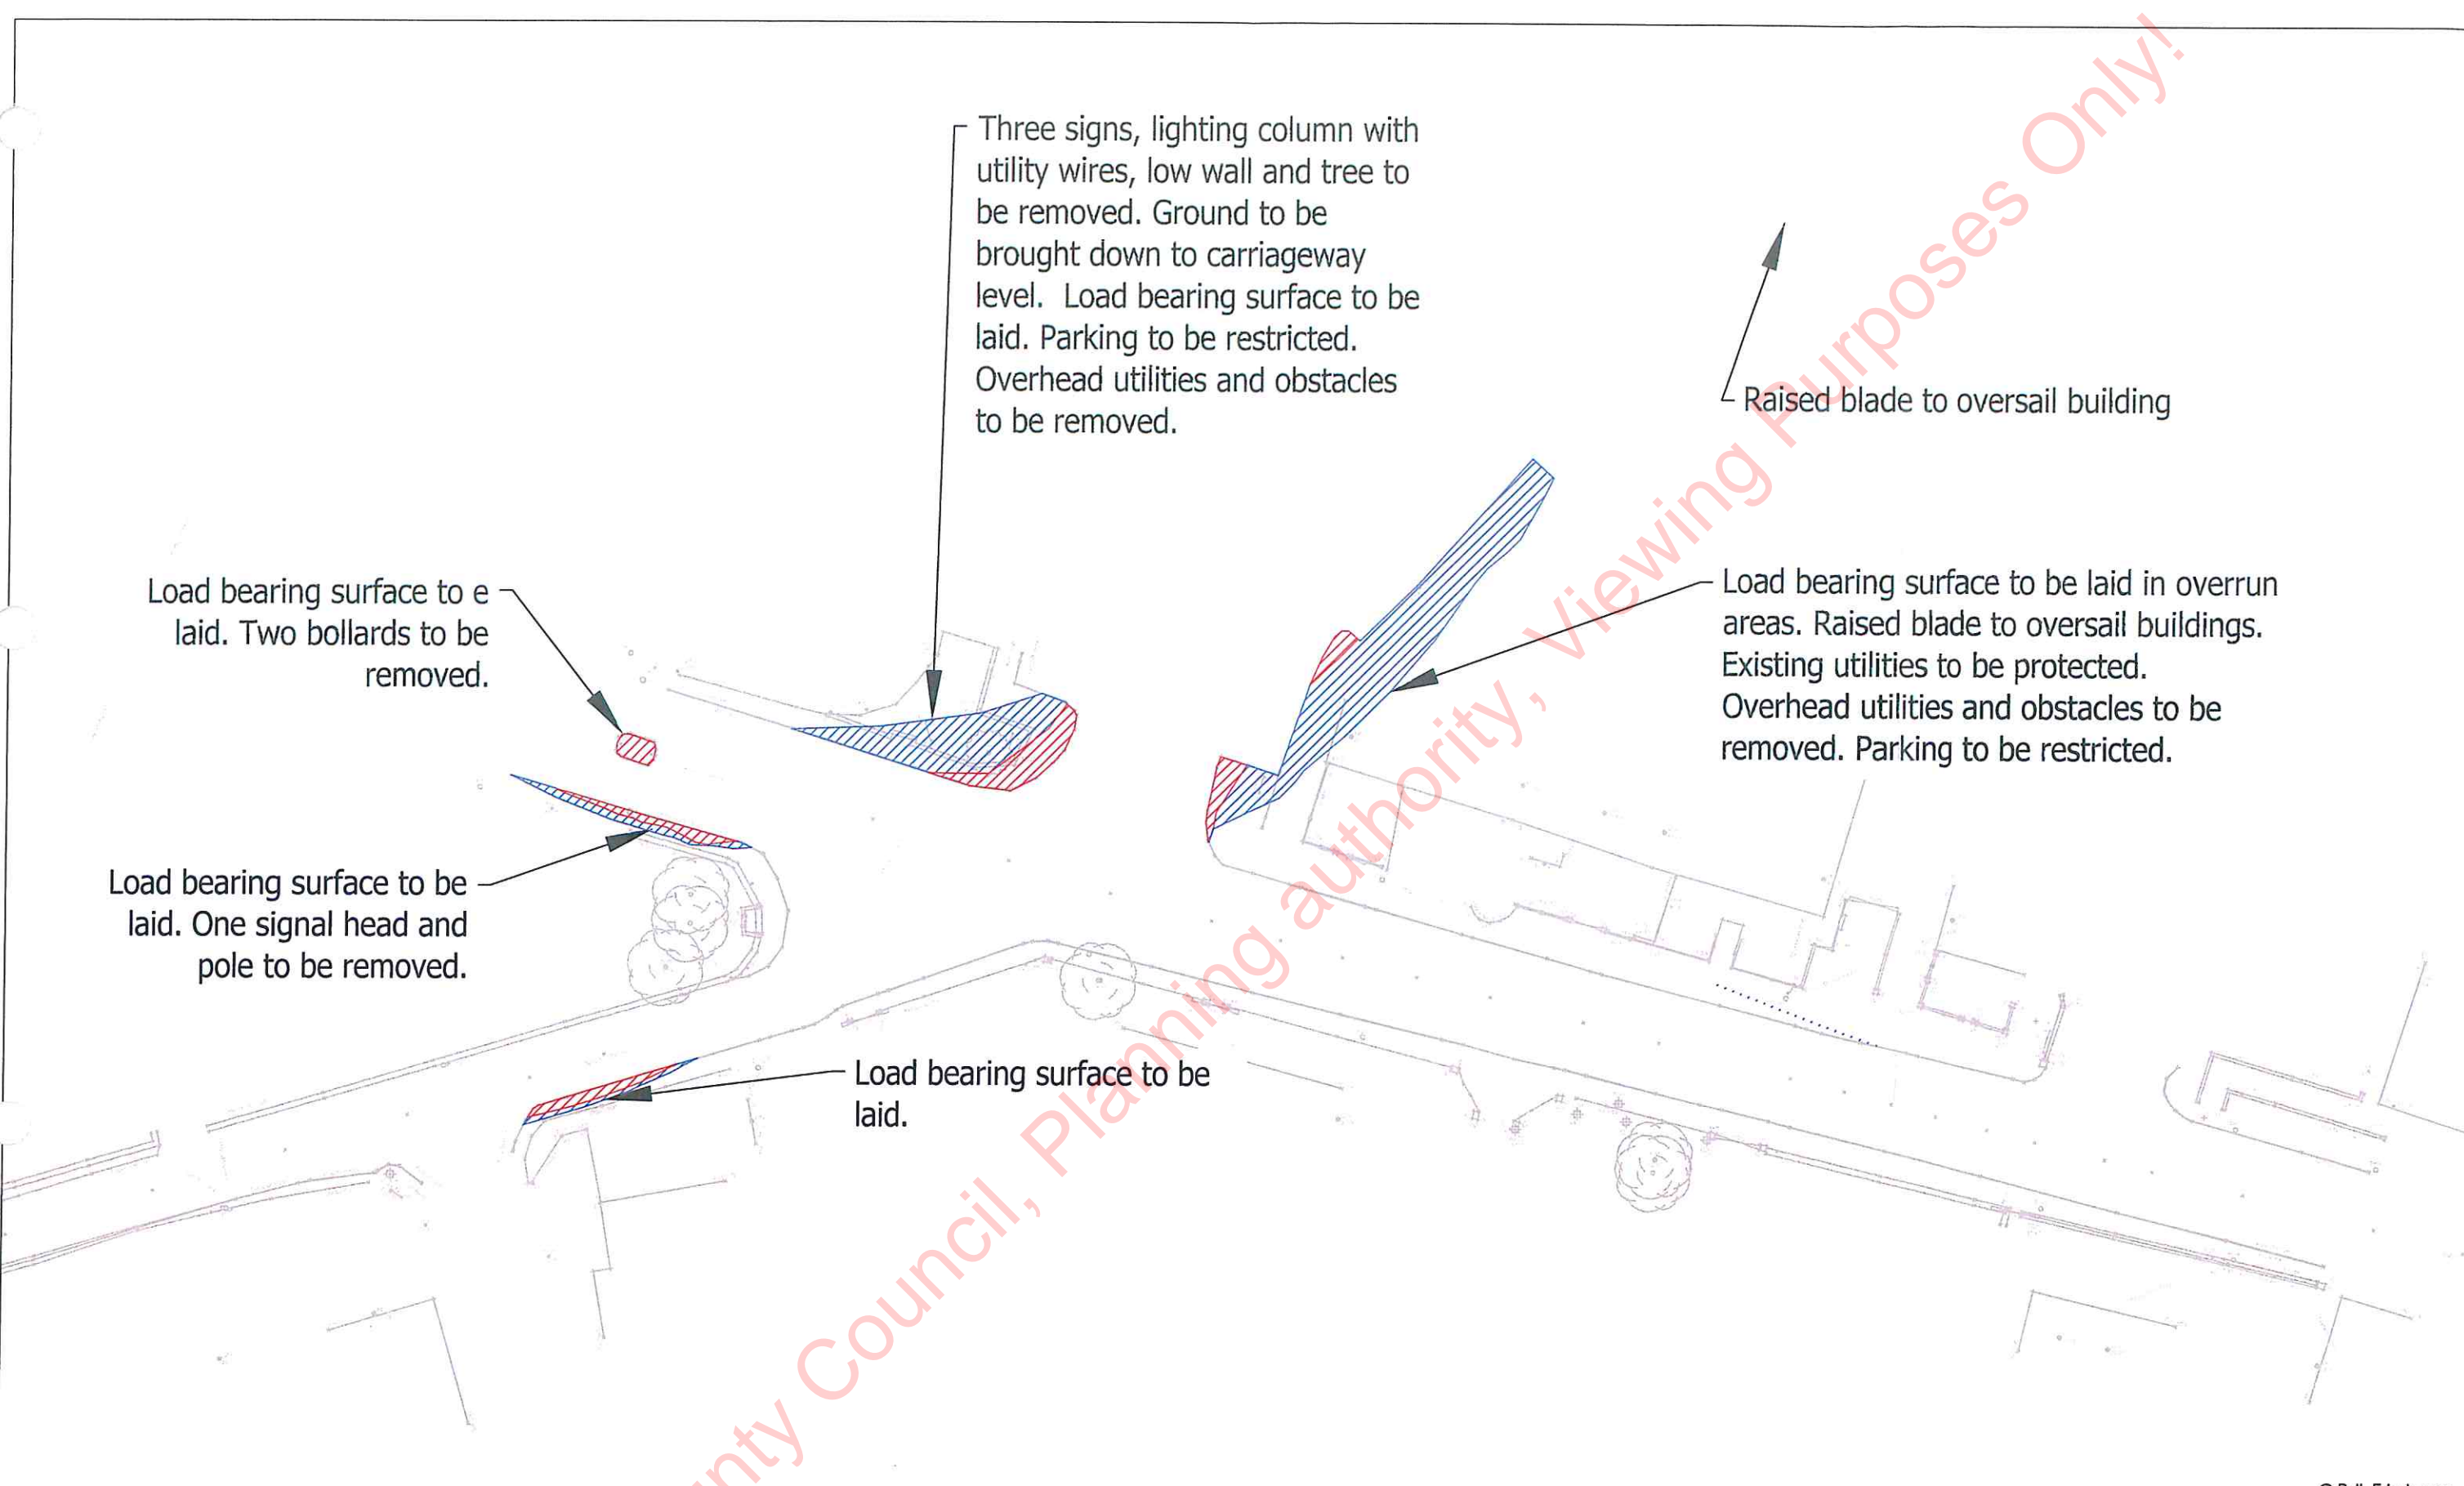 Three signs, lighting column with
utility wires, low wall and tree to
be removed. Ground to be
brought down to carriageway
level. Load bearing surface to be
laid. Parking to be restricted.
Overhead utilities and obstacles
to be removed.
Raised blade to oversail building
Load bearing surface to e
laid. Two bollards to be
removed.
Load bearing surface to be laid in overrun
areas. Raised blade to oversail buildings.
Existing utilities to be protected.
Overhead utilities and obstacles to be
removed. Parking to be restricted.
Load bearing surface to be
laid. One signal head and
pole to be removed.
Load bearing surface to be
laid.
unty Council, Planning authority, Viewing Purposes Only!